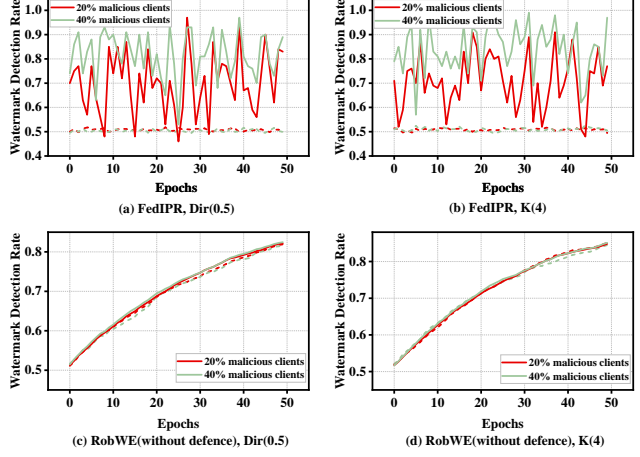 20% malicious clients
40% malicious clients
Watermark Detection Rate
1.0
0.9
0.8
0.7
0.6
0.5
0.4
0 10 20 30 40 50
Epochs
(a) FedIPR, Dir(0.5)
20% malicious clients
40% malicious clients
Watermark Detection Rate
1.0
0.9
0.8
0.7
0.6
0.5
0.4
0 10 20 30 40 50
Epochs
(b) FedIPR, K(4)
Watermark Detection Rate
0.8
0.7
0.6
0.5
20% malicious clients
40% malicious clients
0 10 20 30 40 50
Epochs
(c) RobWE(without defence), Dir(0.5)
Watermark Detection Rate
0.8
0.7
0.6
0.5
20% malicious clients
40% malicious clients
0 10 20 30 40 50
Epochs
(d) RobWE(without defence), K(4)